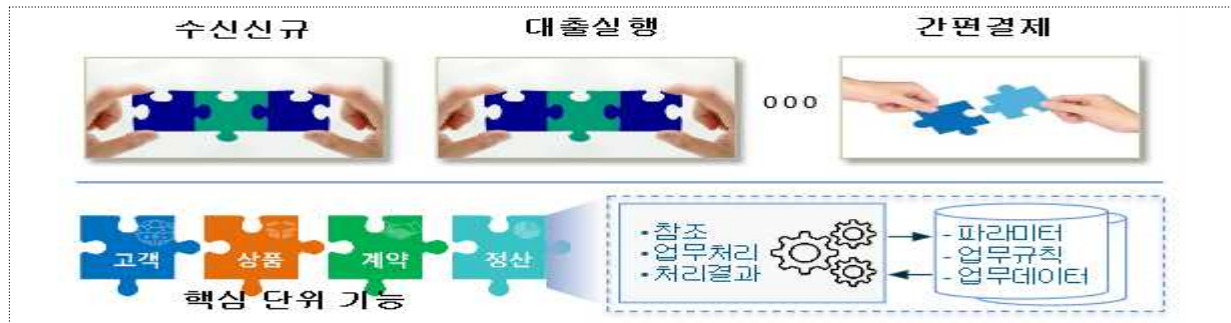 수신신규
대출실행
간편결제
ㅇㅇㅇ
고객
상품
계약
정산
핵심 단위 기능
•참조
•업무처리
•처리결과
- 파라미터
- 업무규칙
- 업무데이터